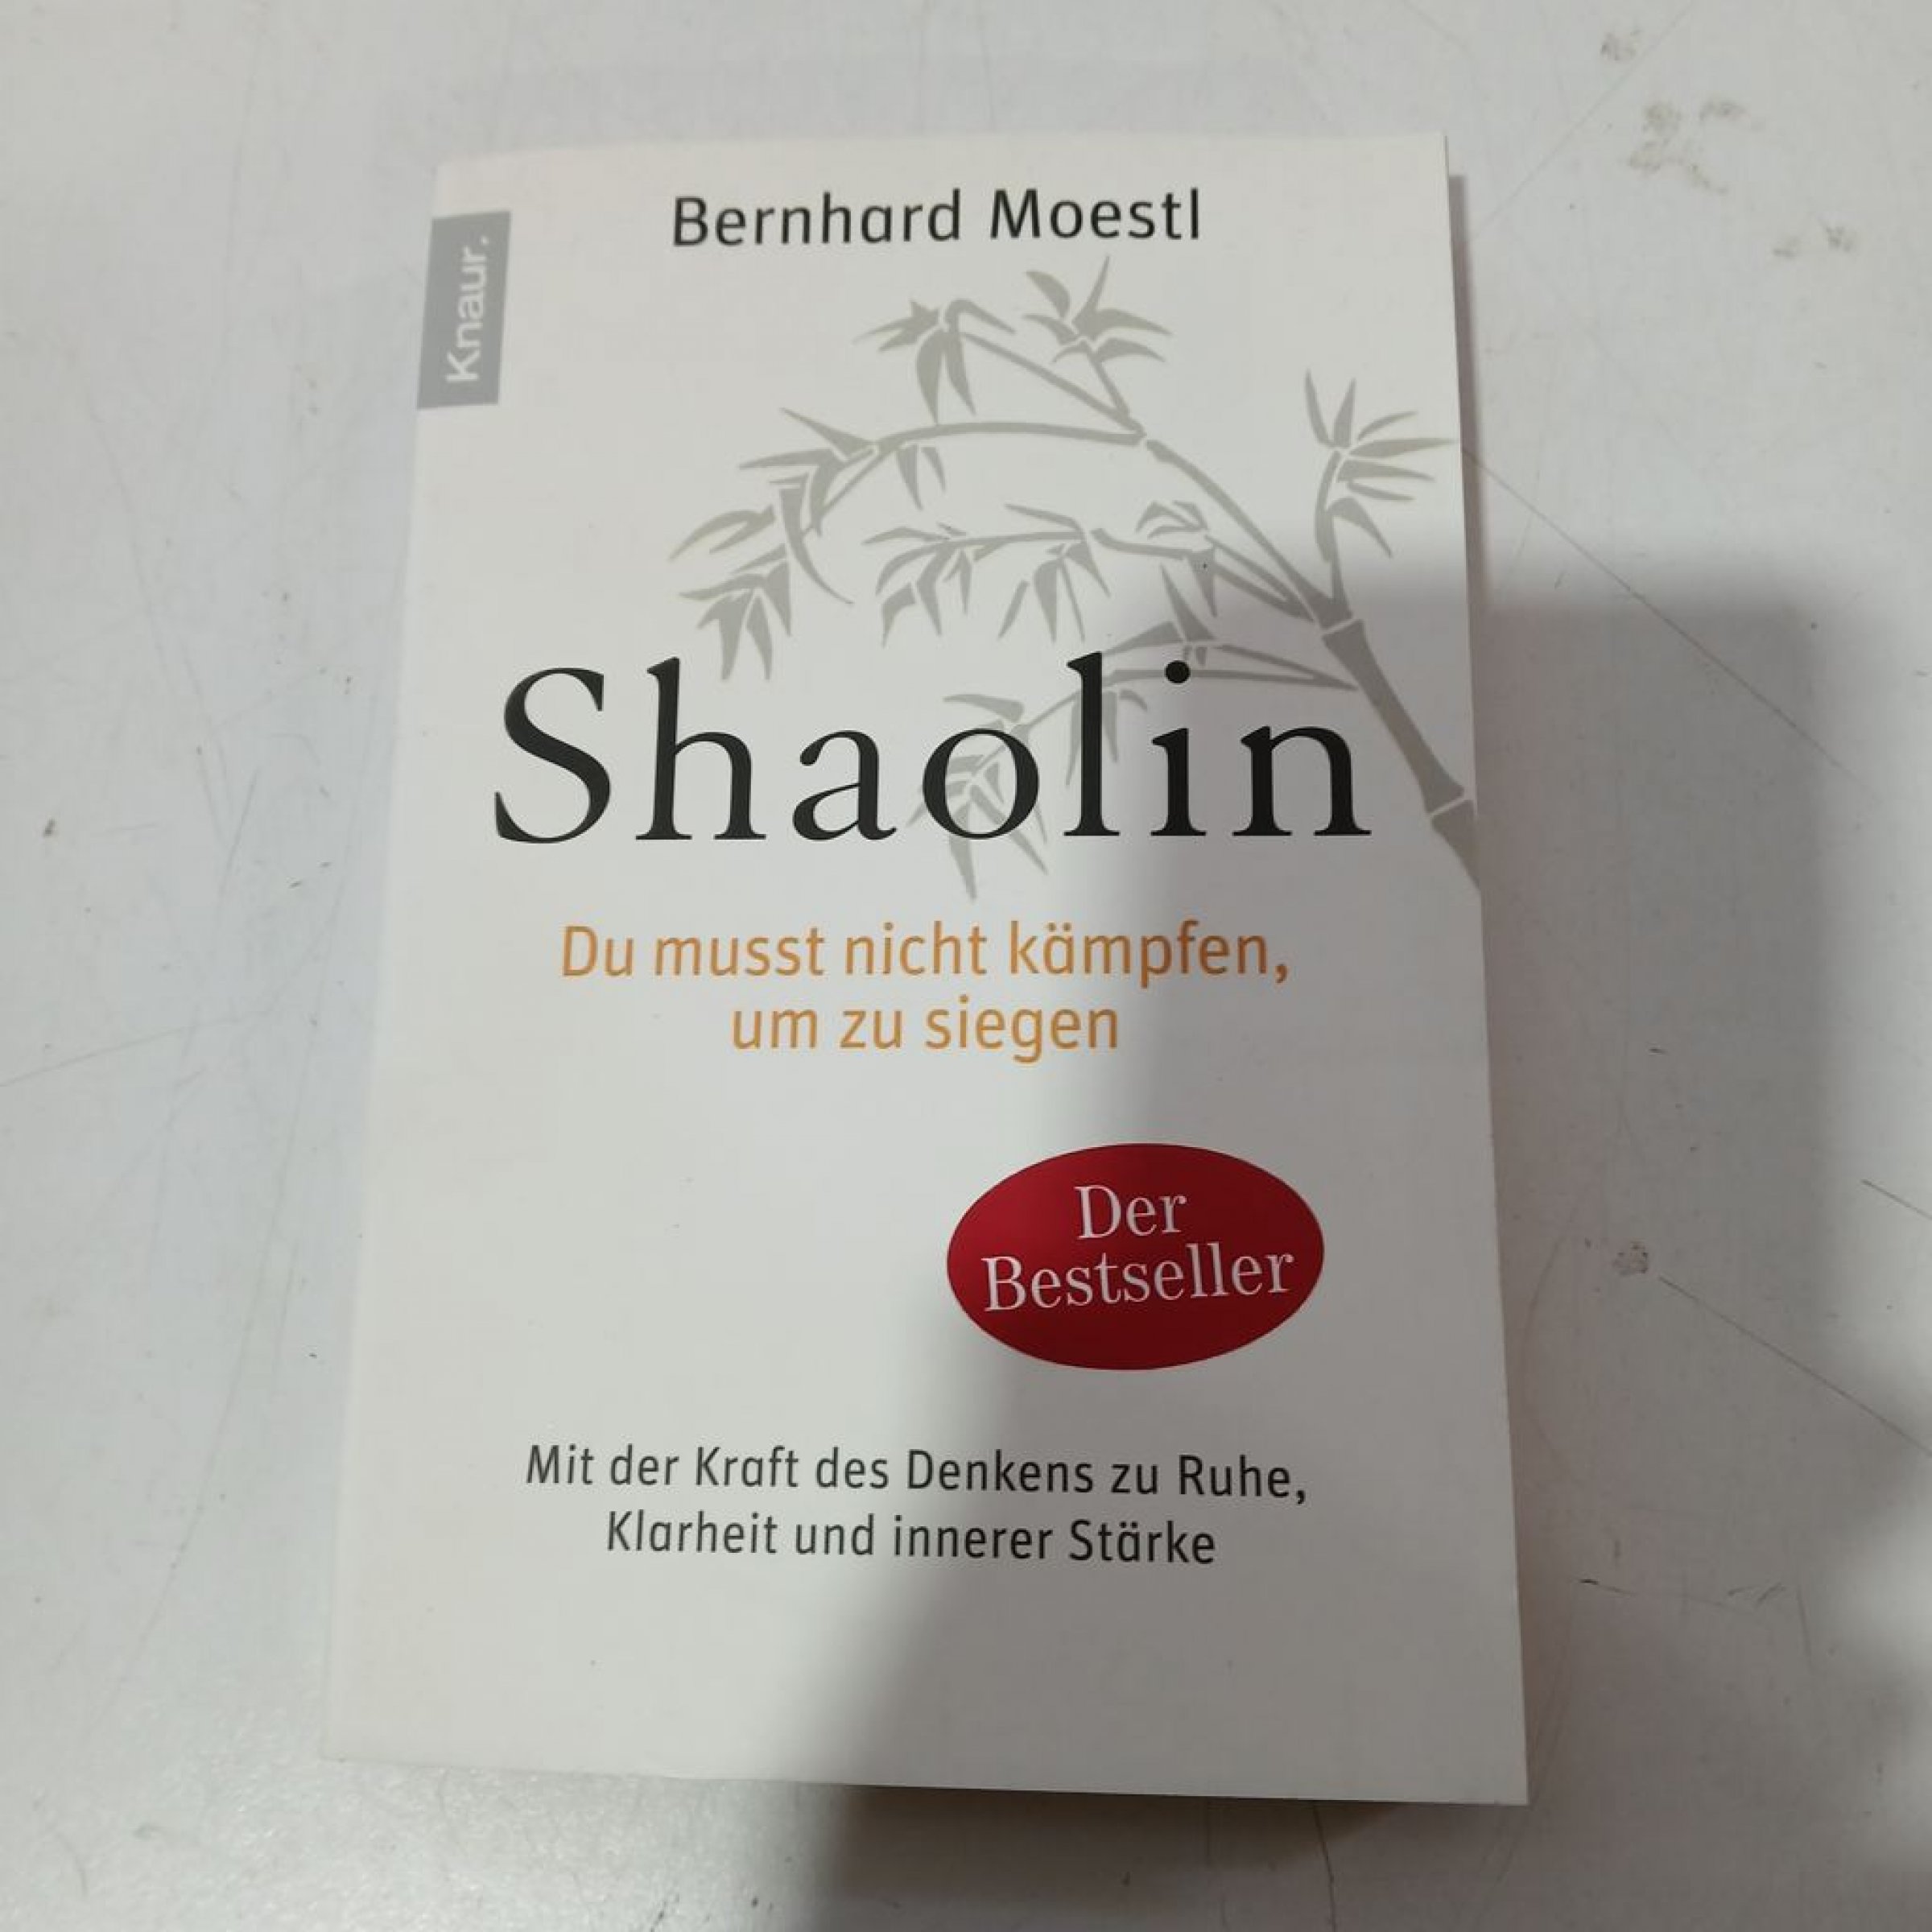 Bernhard Moestl
Knaur.
Shaolin
Du musst nicht kämpfen,
um zu siegen
Der
Bestseller
Mit der Kraft des Denkens zu Ruhe,
Klarheit und innerer Stärke